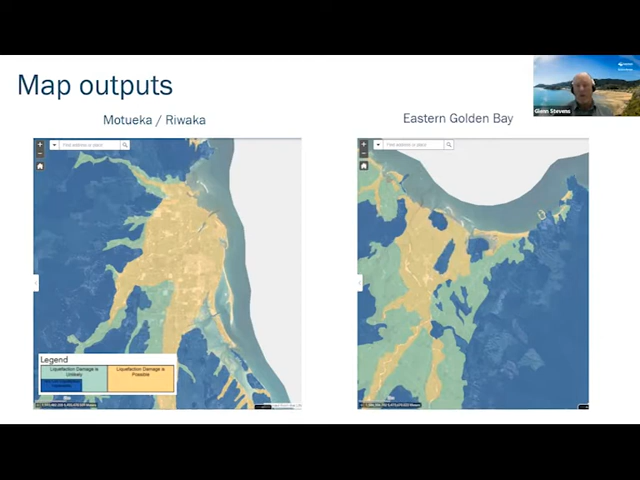 Map outputs
Glenn Stevens
Motueka / Riwaka
Eastern Golden Bay
Find address or place
Find address or place
Legend
Liquefaction Damage is
Unlikely
Liquefaction Damage is
Possible